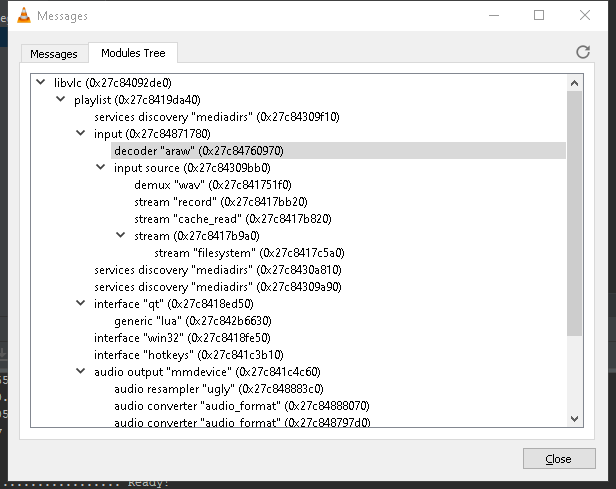 Messages
Messages
Modules Tree
libvlc (0x27c84092de0)
playlist (0x27c8419da40)
services discovery "mediadirs" (0x27c84309f10)
input (0x27c84871780)
decoder "araw" (0x27c84760970)
input source (0x27c84309bb0)
demux "wav" (0x27c841751f0)
stream "record" (0x27c8417bb20)
stream "cache_read" (0x27c8417b820)
stream (0x27c8417b9a0)
stream "filesystem" (0x27c8417c5a0)
services discovery "mediadirs" (0x27c8430a810)
services discovery "mediadirs" (0x27c84309a90)
interface "qt" (0x27c8418ed50)
generic "lua" (0x27c842b6630)
interface "win32" (0x27c8418fe50)
interface "hotkeys" (0x27c841c3b10)
audio output "mmdevice" (0x27c841c4c60)
audio resampler "ugly" (0x27c848883c0)
audio converter "audio_format" (0x27c84888070)
audio converter "audio_format" (0x27c848797d0)
Close
................. Ready!